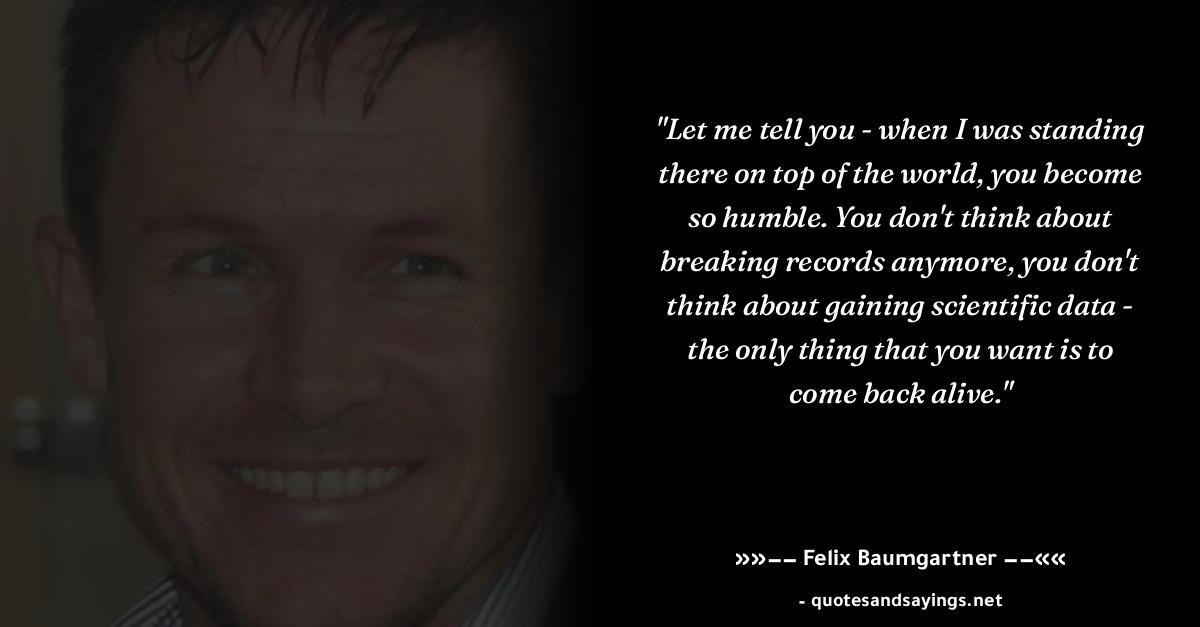 "Let me tell you - when I was standing
there on top of the world, you become
so humble. You don't think about
breaking records anymore, you don't
think about gaining scientific data -
the only thing that you want is to
come back alive."
»»–– Felix Baumgartner ––««
- quotesandsayings.net